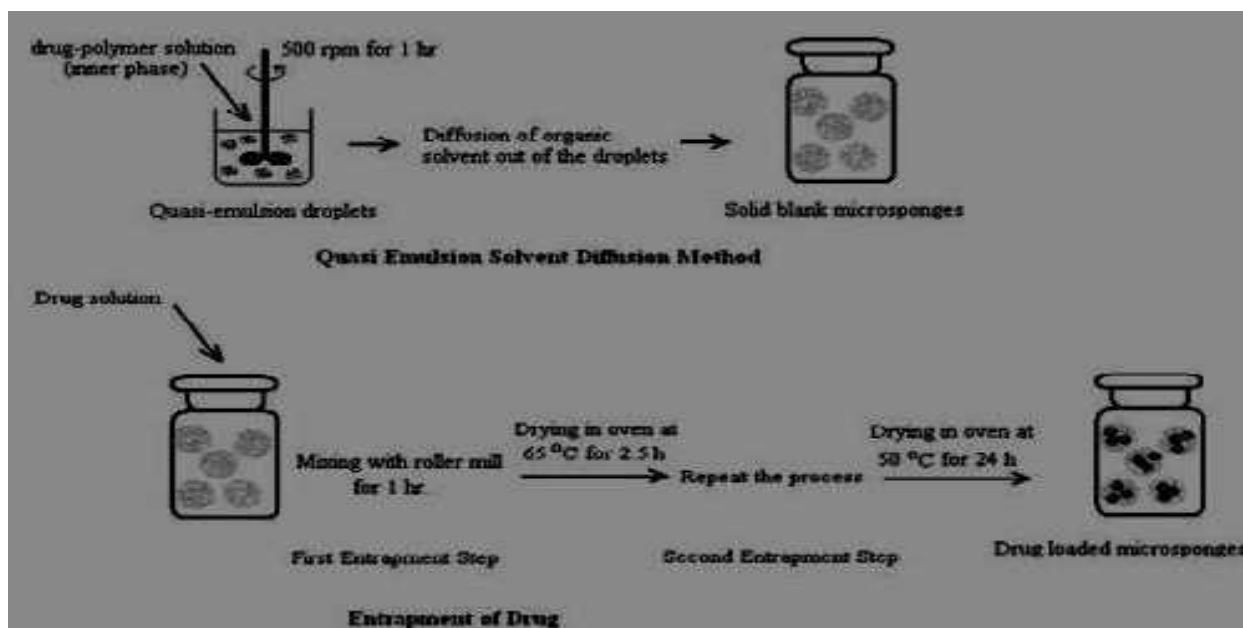 drug-polymer solution
(inner phase)
500 rpm for 1 hr
Diffusion of organic
solvent out of the droplets
Quasi-emulsion droplets
Solid blank microsponges
Quasi Emulsion Solvent Diffusion Method
Drug solution
Mixing with roller mill
for 1 hr.
Drying in oven at
65 °C for 2.5 h
Repeat the process
Drying in oven at
50 °C for 24 h
First Entrapment Step
Second Entrapment Step
Drug loaded microsponges
Entrapment of Drug